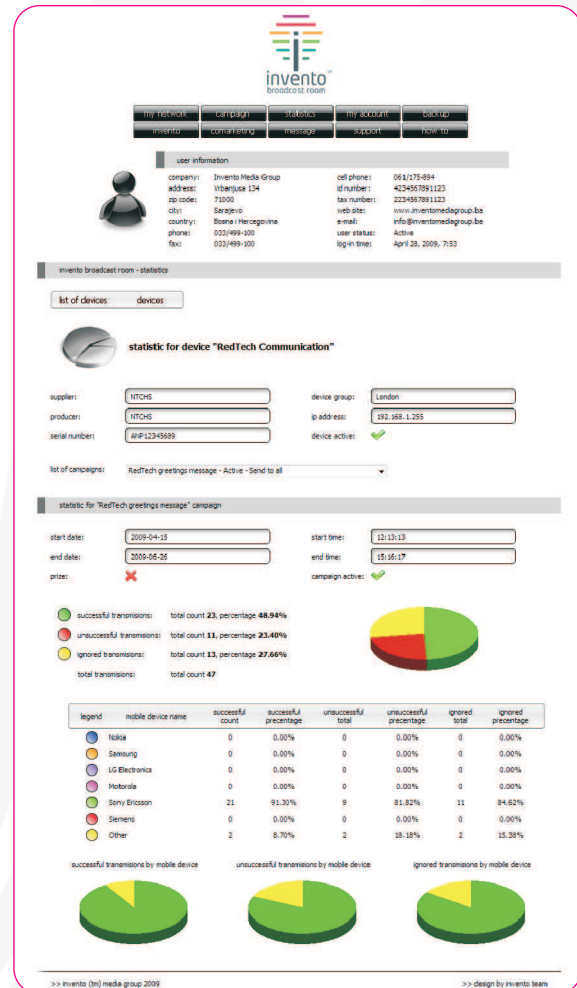 invento™
broadcast room
my network campaign statistics my account backup
invento comarketing message support how to
user information
company: Invento Media Group cell phone: 061/175-894
address: Vrbanjusa 134 id number: 4234567891123
zip code: 71000 tax number: 2234567891123
city: Sarajevo web site: www.inventomediagroup.ba
country: Bosna i Hercegovina e-mail: info@inventomediagroup.ba
phone: 033/499-100 user status: Active
fax: 033/499-100 log-in time: April 28, 2009, 7:53
invento broadcast room - statistics
list of devices devices
statistic for device "RedTech Communication"
supplier: NTCHS device group: London
producer: NTCHS ip address: 192.168.1.255
serial number: ANP12345689 device active:
list of campaigns: RedTech greetings message - Active - Send to all
statistic for "RedTech greetings message" campaign
start date: 2009-04-15 start time: 12:13:13
end date: 2009-06-26 end time: 15:16:17
prize: campaign active:
successful transmisions: total count 23, percentage 48.94%
unsuccessful transmisions: total count 11, percentage 23.40%
ignored transmisions: total count 13, percentage 27.66%
total transmisions: total count 47
legend mobile device name successful count successful precentage unsuccessful total unsuccessful precentage ignored total ignored precentage
Nokia 0 0.00% 0 0.00% 0 0.00%
Samsung 0 0.00% 0 0.00% 0 0.00%
LG Electronics 0 0.00% 0 0.00% 0 0.00%
Motorola 0 0.00% 0 0.00% 0 0.00%
Sony Ericsson 21 91.30% 9 81.82% 11 84.62%
Siemens 0 0.00% 0 0.00% 0 0.00%
Other 2 8.70% 2 18.18% 2 15.38%
successful transmisions by mobile device unsuccessful transmisions by mobile device ignored transmisions by mobile device
>> invento (tm) media group 2009 >> design by invento team